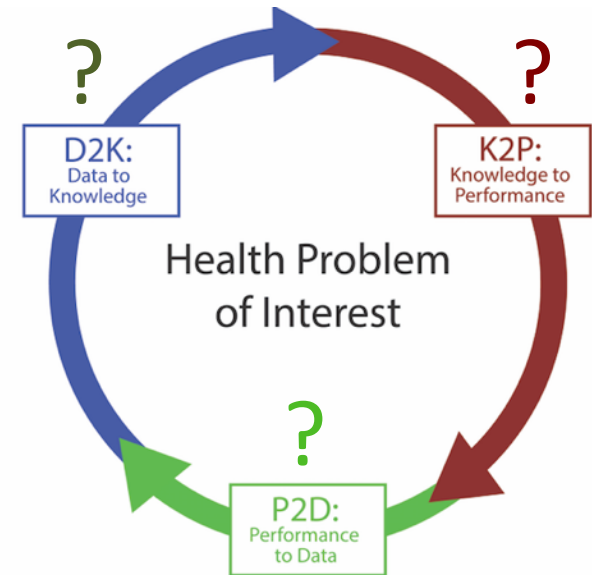 ?
?
D2K:
Data to
Knowledge
K2P:
Knowledge to
Performance
Health Problem
of Interest
?
P2D:
Performance
to Data